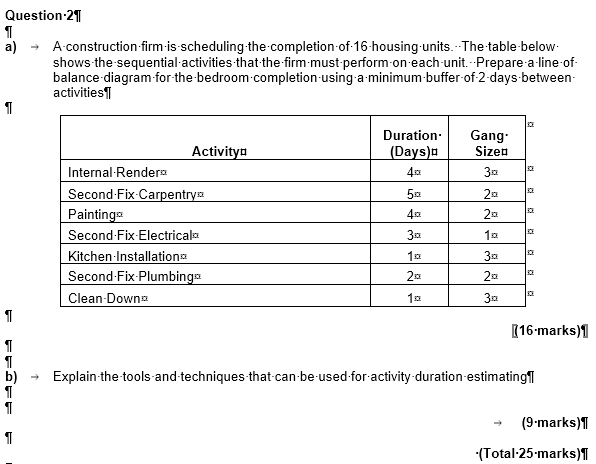 Question 2¶
¶
a) → A construction firm is scheduling the completion of 16 housing units. The table below
shows the sequential activities that the firm must perform on each unit. Prepare a line of
balance diagram for the bedroom completion using a minimum buffer of 2 days between
activities¶
¶
Activity¤ Duration (Days)¤ Gang Size¤ ¤
Internal Render¤ 4¤ 3¤ ¤
Second Fix Carpentry¤ 5¤ 2¤ ¤
Painting¤ 4¤ 2¤ ¤
Second Fix Electrical¤ 3¤ 1¤ ¤
Kitchen Installation¤ 1¤ 3¤ ¤
Second Fix Plumbing¤ 2¤ 2¤ ¤
Clean Down¤ 1¤ 3¤ ¤
¶
(16 marks)¶
¶
¶
b) → Explain the tools and techniques that can be used for activity duration estimating¶
¶
¶
→ (9 marks)¶
¶
(Total 25 marks)¶